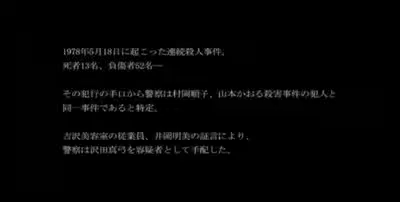 1978年5月18日に起こった連続殺人事件。
死者13名、負傷者52名―
その犯行の手口から警察は村岡順子、山本かおる殺害事件の犯人と
同一事件であると特定。
吉沢美容室の従業員、井岡明美の証言により、
警察は沢田真弓を容疑者として手配した。